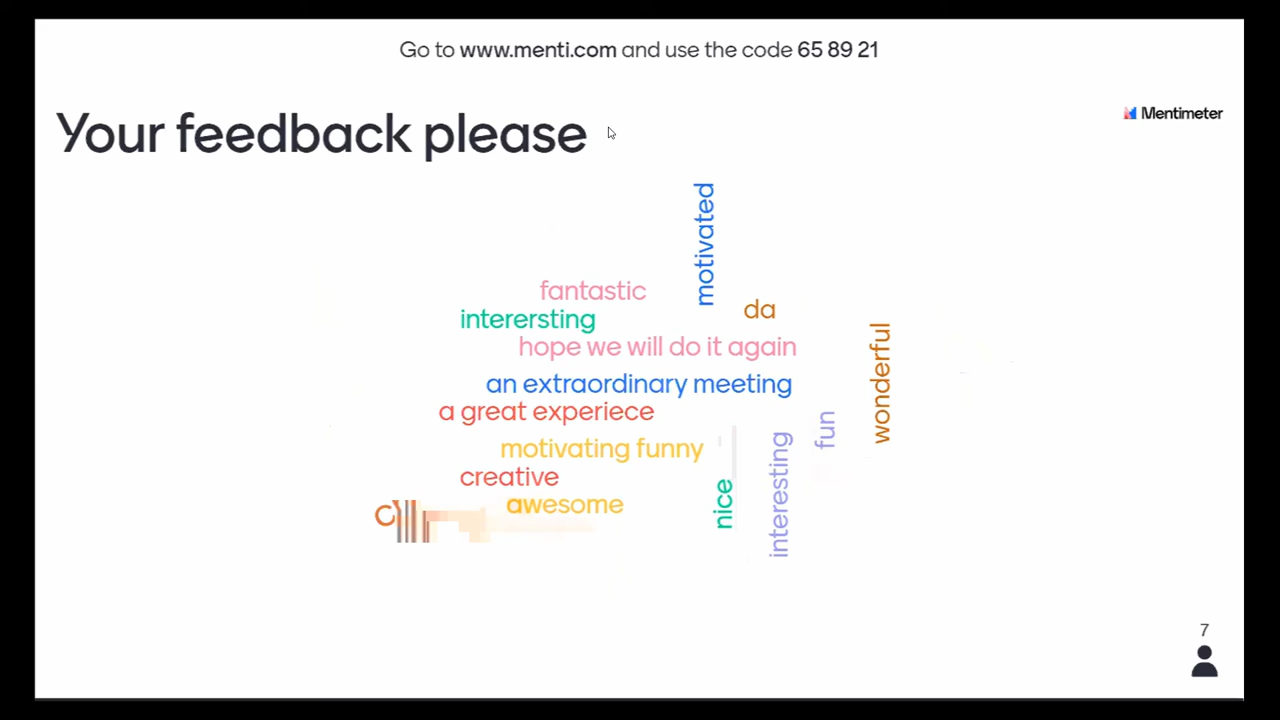 Go to www.menti.com and use the code 65 89 21
Your feedback please
Mentimeter
motivated
fantastic
da
interersting
wonderful
hope we will do it again
an extraordinary meeting
a great experiece
fun
motivating funny
interesting
creative
nice
awesome
7